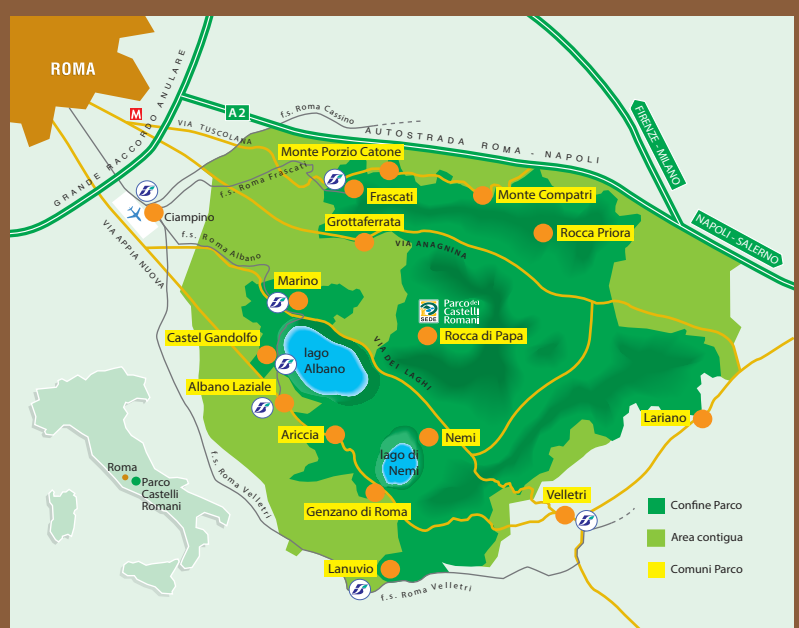 ROMA
GRANDE RACCORDO ANULARE
M
A2
VIA TUSCOLANA
f.s. Roma Cassino
AUTOSTRADA ROMA - NAPOLI
FIRENZE - MILANO
NAPOLI - SALERNO
Monte Porzio Catone
f.s. Roma Frascati
Frascati
Monte Compatri
Ciampino
Grottaferrata
Rocca Priora
VIA APPIA NUOVA
f.s. Roma Albano
VIA ANAGNINA
Marino
SEDE
Parco dei
Castelli
Romani
Castel Gandolfo
Rocca di Papa
lago
Albano
VIA DEI LAGHI
Albano Laziale
Lariano
Ariccia
Nemi
lago di
Nemi
f.s. Roma Velletri
Roma
Parco
Castelli
Romani
Velletri
Genzano di Roma
Lanuvio
f.s. Roma Velletri
Confine Parco
Area contigua
Comuni Parco